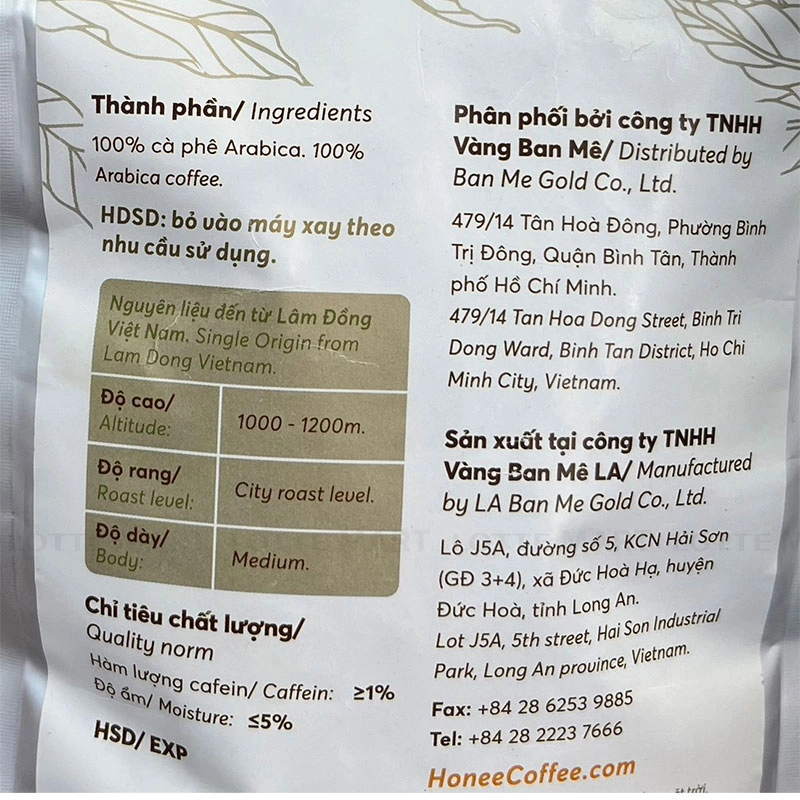 Thành phần/ Ingredients
100% cà phê Arabica. 100%
Arabica coffee.
HDSD: bỏ vào máy xay theo
nhu cầu sử dụng.
Nguyên liệu đến từ Lâm Đồng
Việt Nam. Single Origin from
Lam Dong Vietnam.
Độ cao/
Altitude:
1000 - 1200m.
Độ rang/
Roast level:
City roast level.
Độ dày/
Body:
Medium.
Chỉ tiêu chất lượng/
Quality norm
Hàm lượng cafein/ Caffein: ≥1%
Độ ẩm/ Moisture: ≤5%
HSD/ EXP
Phân phối bởi công ty TNHH
Vàng Ban Mê/ Distributed by
Ban Me Gold Co., Ltd.
479/14 Tân Hoà Đông, Phường Bình
Trị Đông, Quận Bình Tân, Thành
phố Hồ Chí Minh.
479/14 Tan Hoa Dong Street, Binh Tri
Dong Ward, Binh Tan District, Ho Chi
Minh City, Vietnam.
Sản xuất tại công ty TNHH
Vàng Ban Mê LA/ Manufactured
by LA Ban Me Gold Co., Ltd.
Lô J5A, đường số 5, KCN Hải Sơn
(GĐ 3+4), xã Đức Hoà Hạ, huyện
Đức Hoà, tỉnh Long An.
Lot J5A, 5th street, Hai Son Industrial
Park, Long An province, Vietnam.
Fax: +84 28 6253 9885
Tel: +84 28 2223 7666
HoneeCoffee.com